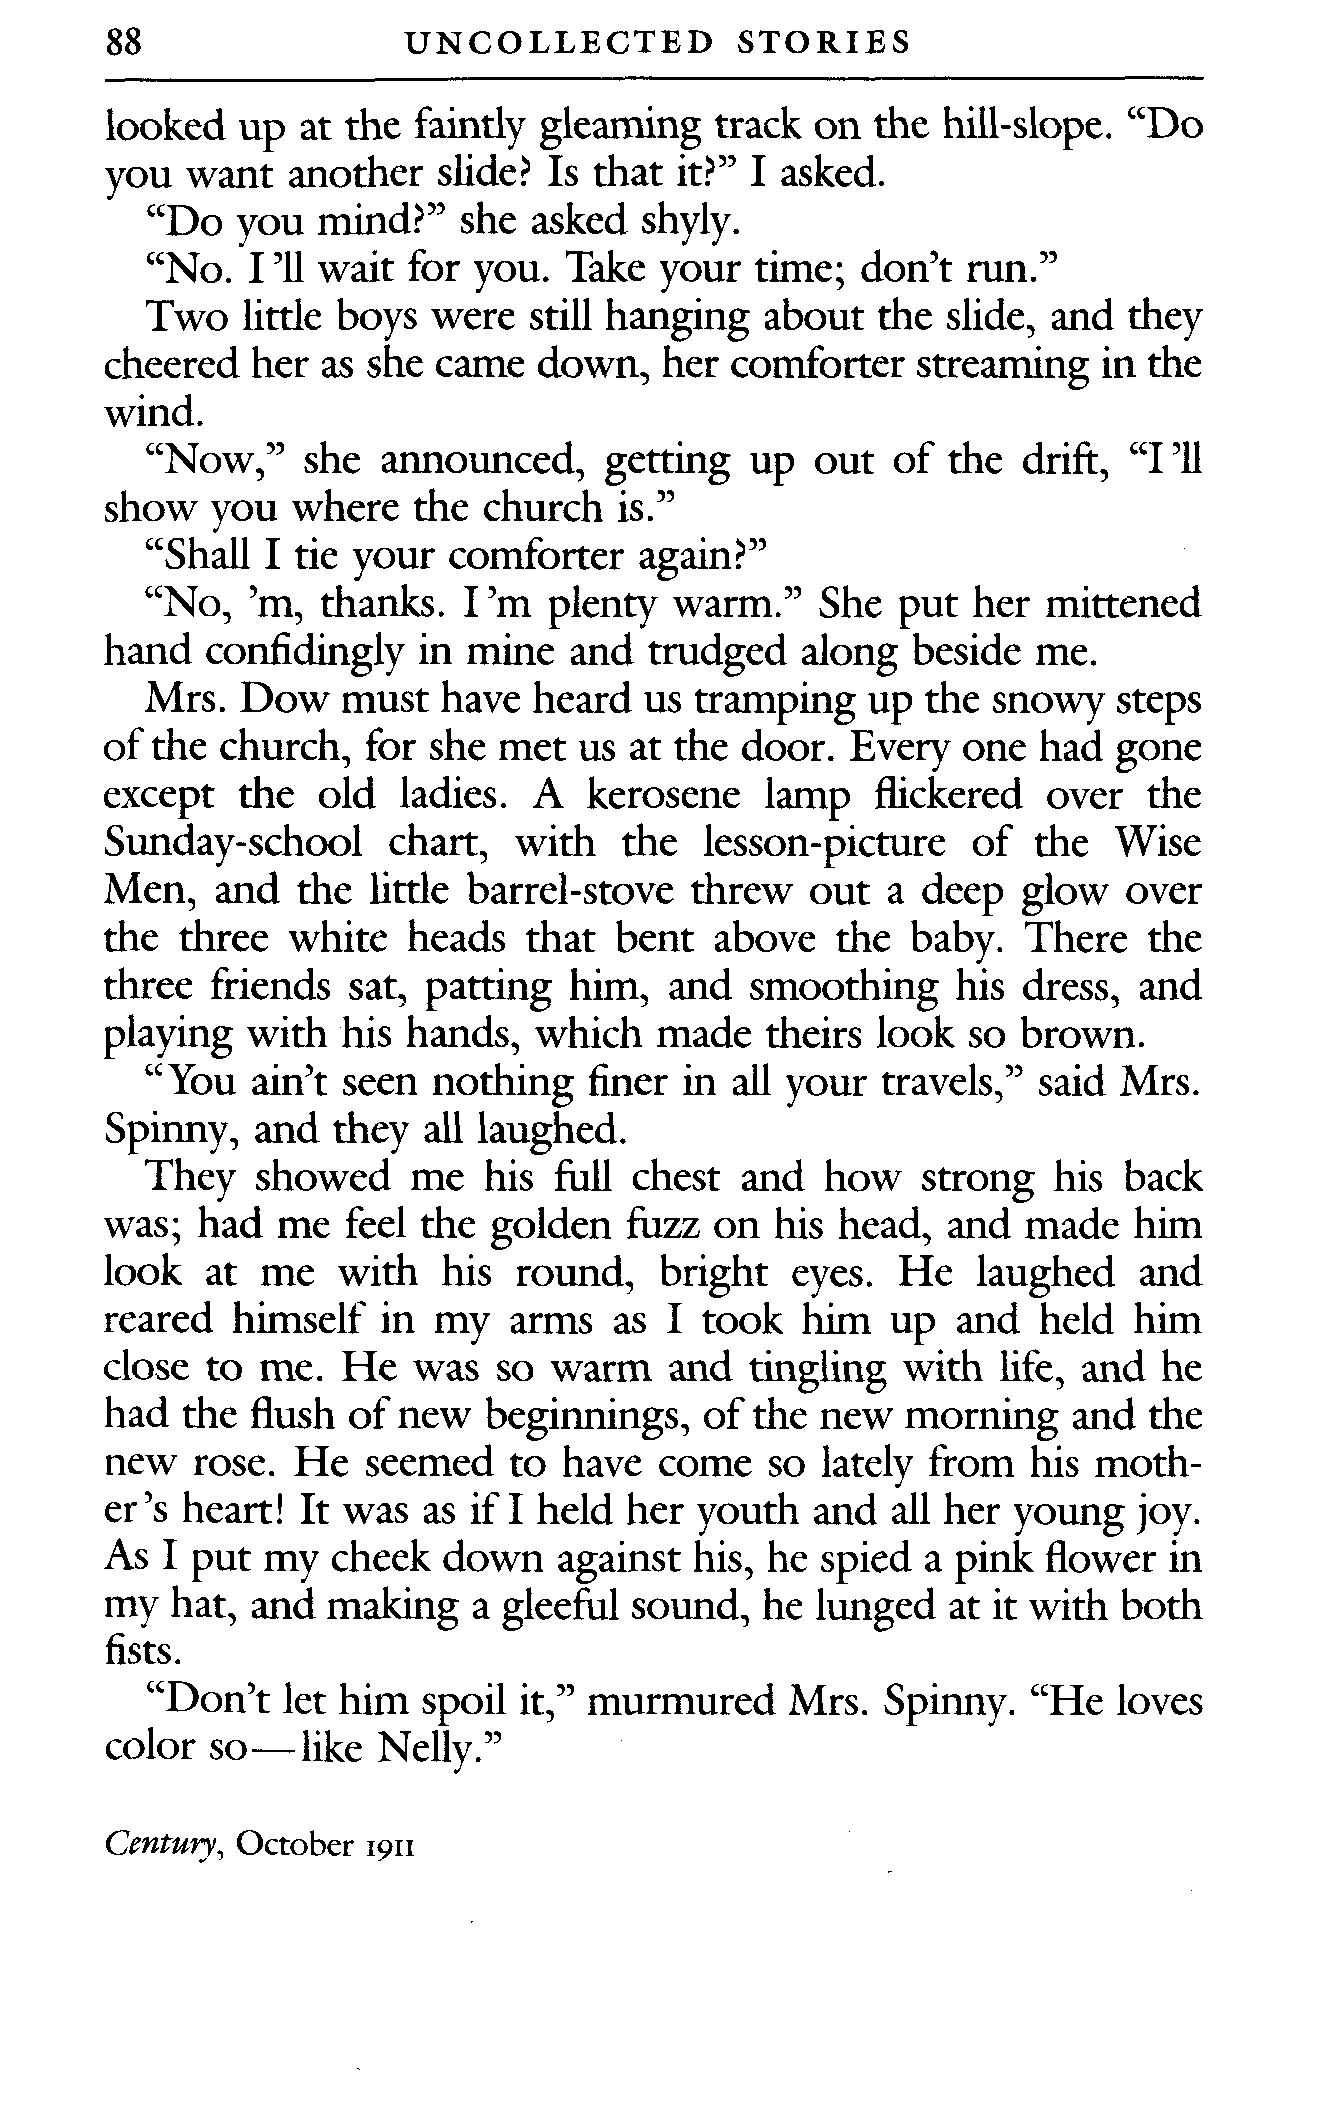 88 UNCOLLECTED STORIES
looked up at the faintly gleaming track on the hill-slope. “Do
you want another slide? Is that it?” I asked.
“Do you mind?” she asked shyly.
“No. I ’ll wait for you. Take your time; don’t run.”
Two little boys were still hanging about the slide, and they
cheered her as she came down, her comforter streaming in the
wind.
“Now,” she announced, getting up out of the drift, “I ’ll
show you where the church is.”
“Shall I tie your comforter again?”
“No, ’m, thanks. I ’m plenty warm.” She put her mittened
hand confidingly in mine and trudged along beside me.
Mrs. Dow must have heard us tramping up the snowy steps
of the church, for she met us at the door. Every one had gone
except the old ladies. A kerosene lamp flickered over the
Sunday-school chart, with the lesson-picture of the Wise
Men, and the little barrel-stove threw out a deep glow over
the three white heads that bent above the baby. There the
three friends sat, patting him, and smoothing his dress, and
playing with his hands, which made theirs look so brown.
“You ain’t seen nothing finer in all your travels,” said Mrs.
Spinny, and they all laughed.
They showed me his full chest and how strong his back
was; had me feel the golden fuzz on his head, and made him
look at me with his round, bright eyes. He laughed and
reared himself in my arms as I took him up and held him
close to me. He was so warm and tingling with life, and he
had the flush of new beginnings, of the new morning and the
new rose. He seemed to have come so lately from his moth-
er’s heart! It was as if I held her youth and all her young joy.
As I put my cheek down against his, he spied a pink flower in
my hat, and making a gleeful sound, he lunged at it with both
fists.
“Don’t let him spoil it,” murmured Mrs. Spinny. “He loves
color so—like Nelly.”
Century, October 1911